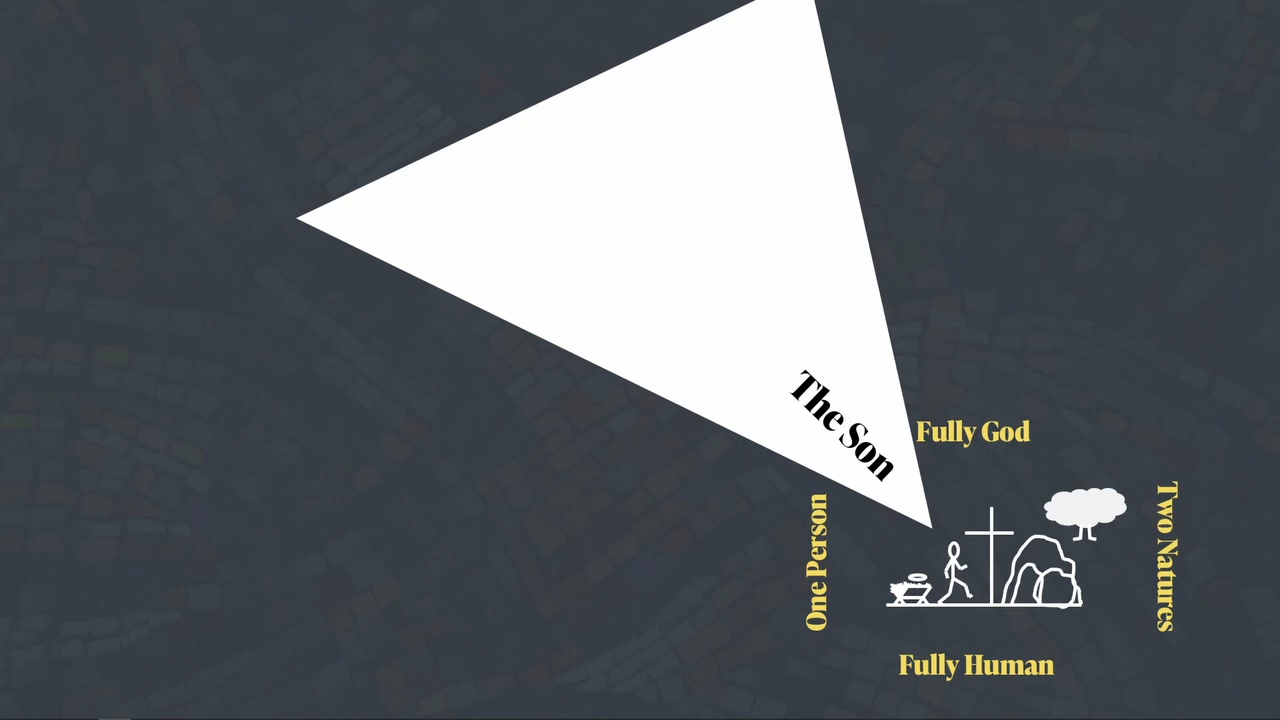 The Son
Fully God
One Person
Two Natures
Fully Human